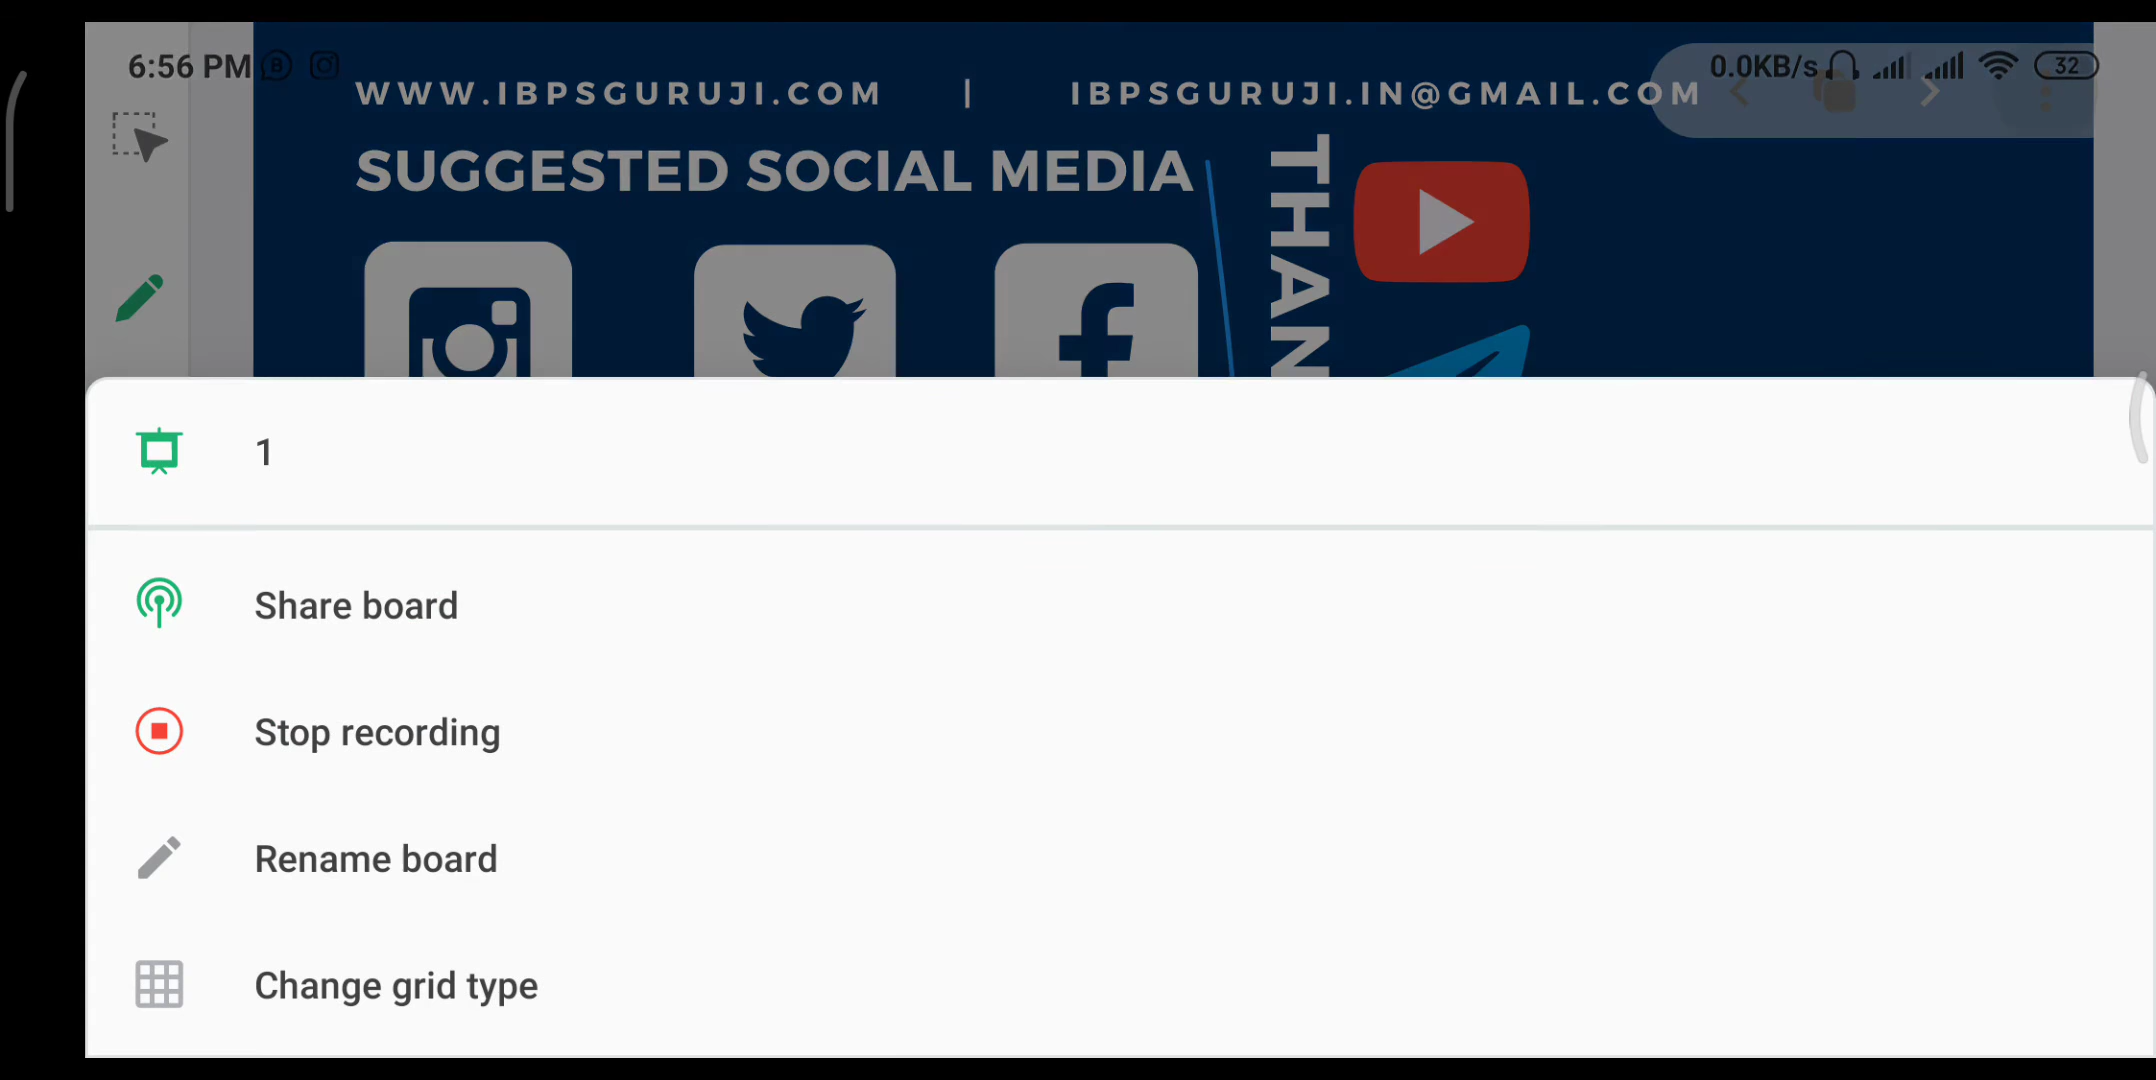 6:56 PM
0.0KB/s
32
WWW.IBPSGURUJI.COM | IBPSGURUJI.IN@GMAIL.COM
SUGGESTED SOCIAL MEDIA
THAN
1
Share board
Stop recording
Rename board
Change grid type